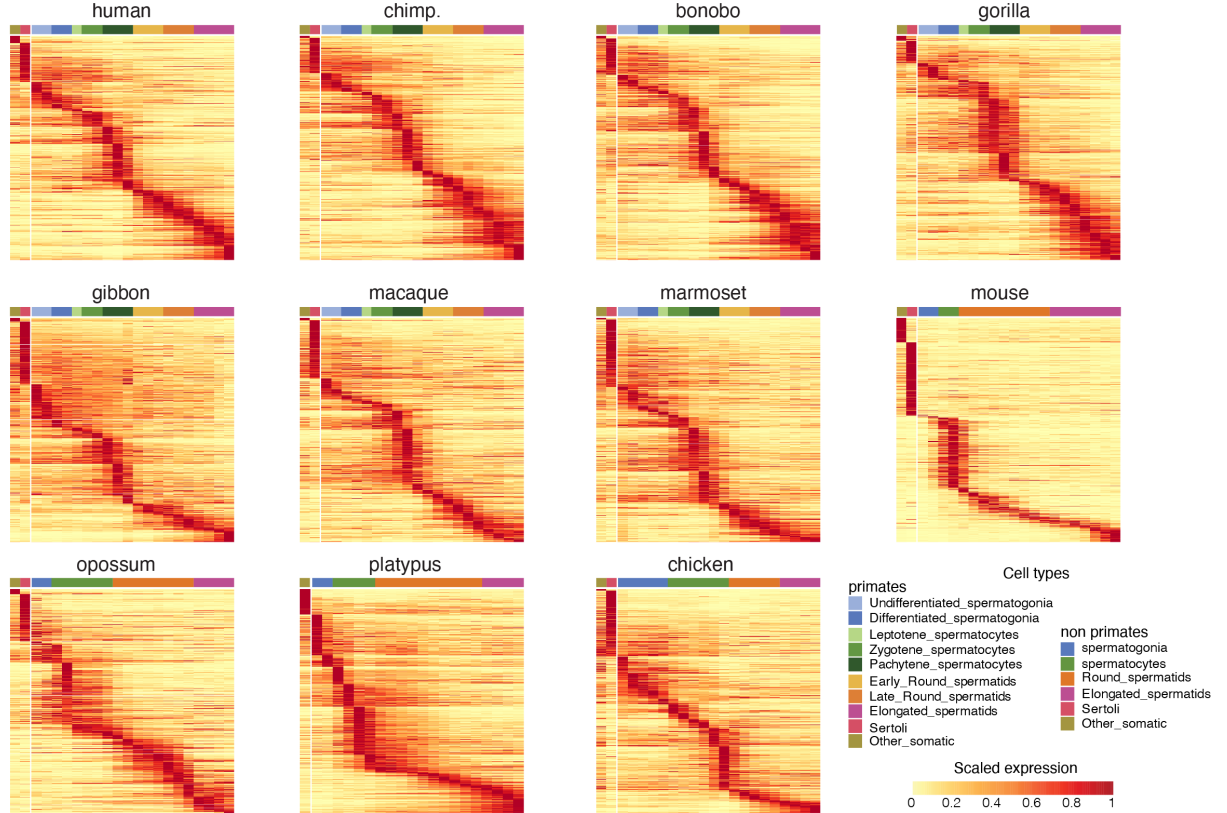 human
chimp.
bonobo
gorilla
gibbon
macaque
marmoset
mouse
opossum
platypus
chicken
Cell types
primates
Undifferentiated_spermatogonia
Differentiated_spermatogonia
Leptotene_spermatocytes
Zygotene_spermatocytes
Pachytene_spermatocytes
Early_Round_spermatids
Late_Round_spermatids
Elongated_spermatids
Sertoli
Other_somatic
non primates
spermatogonia
spermatocytes
Round_spermatids
Elongated_spermatids
Sertoli
Other_somatic
Scaled expression
0 0.2 0.4 0.6 0.8 1